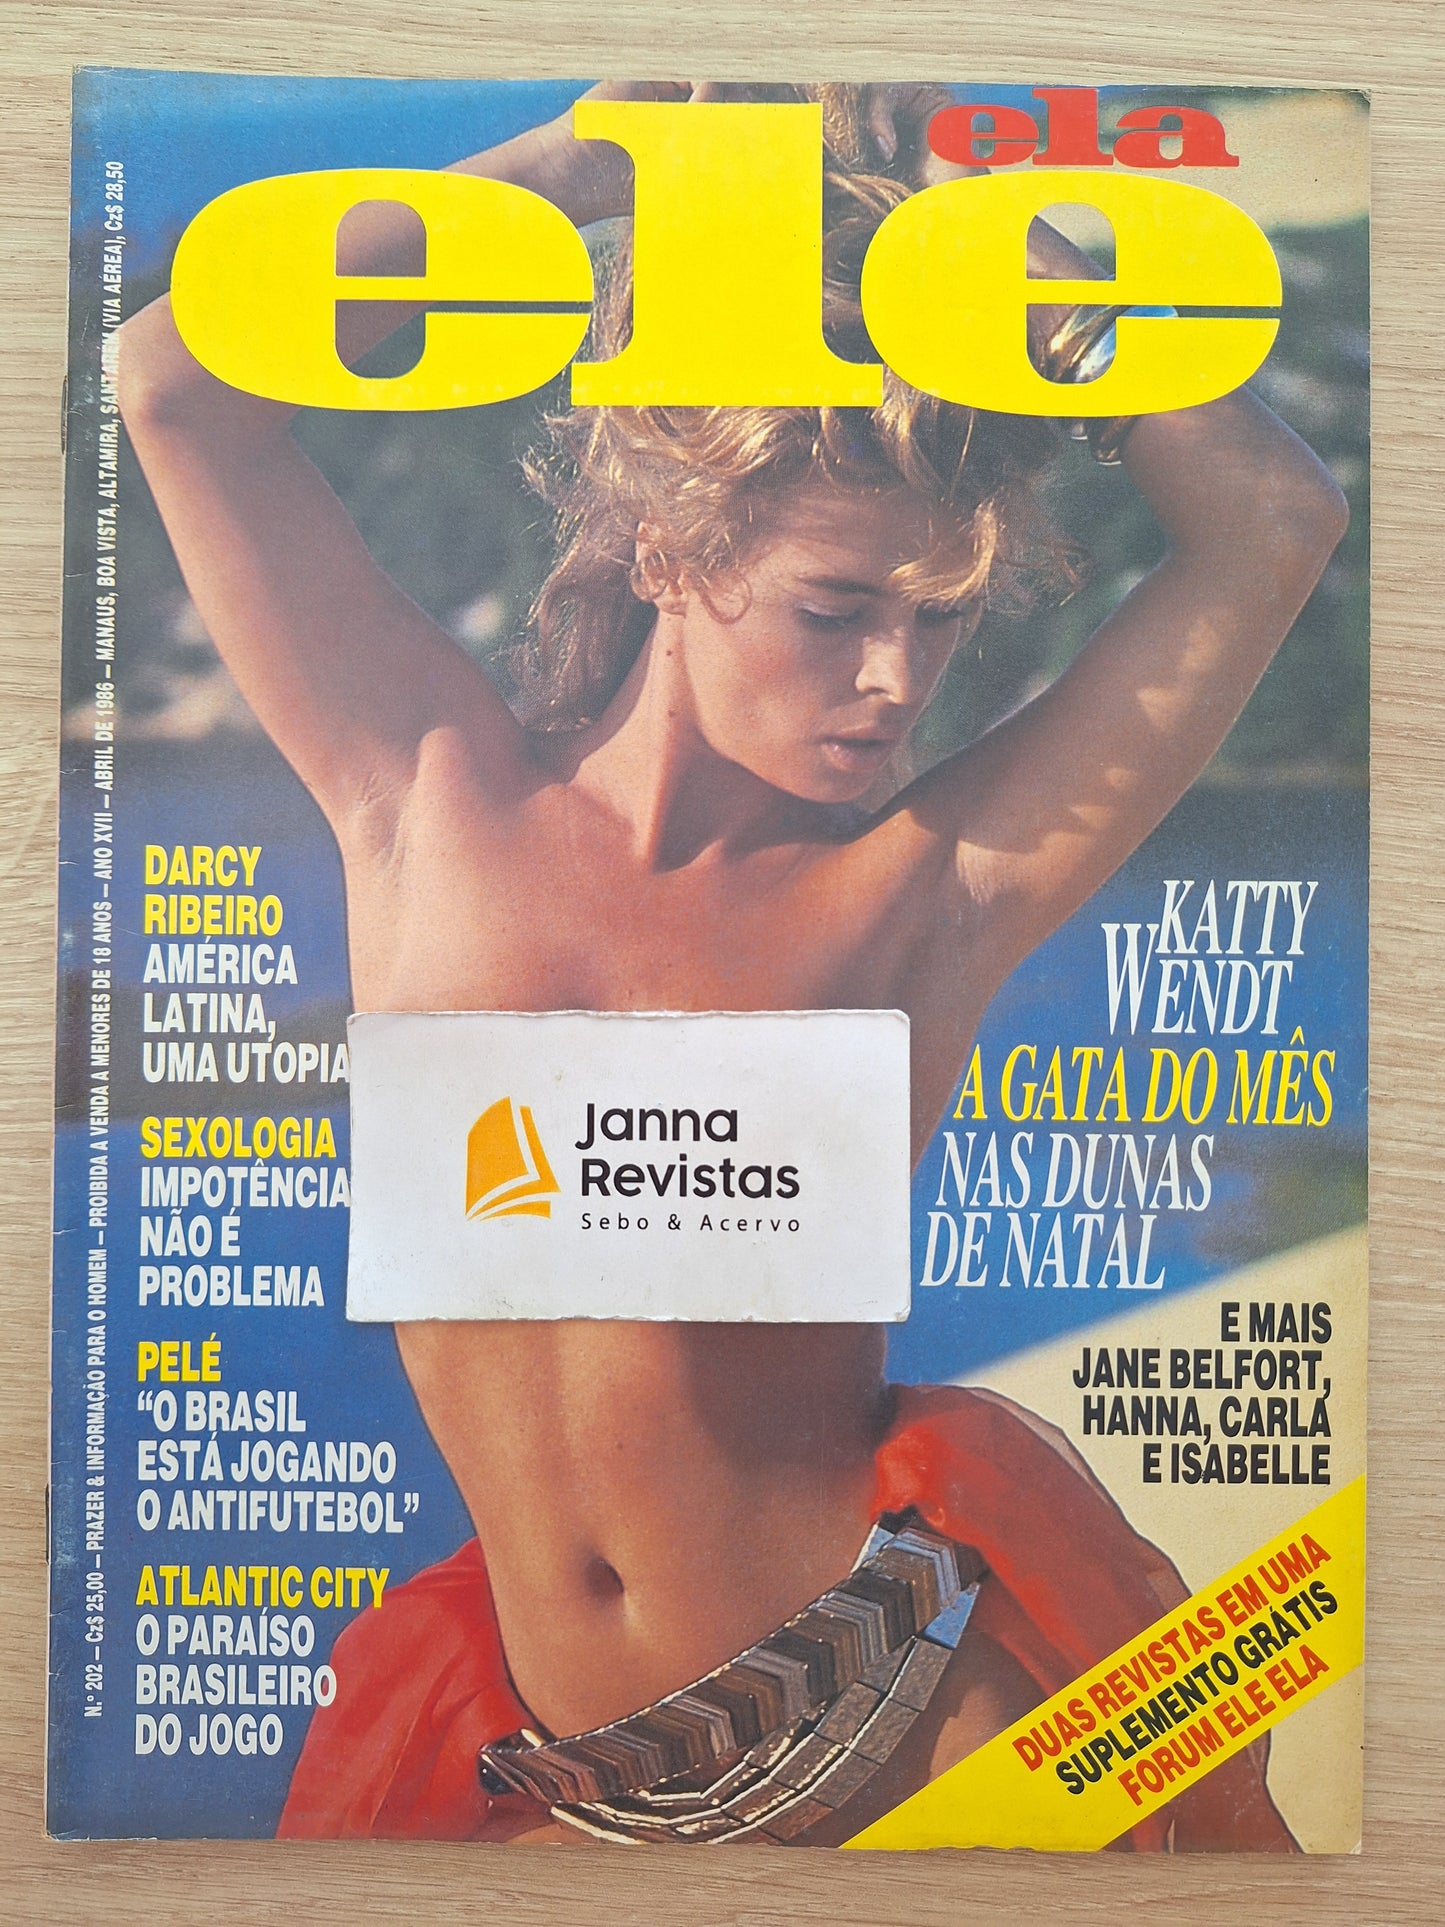 ela
ele
N.º 202 — Cz$ 25,00 — PRAZER & INFORMAÇÃO PARA O HOMEM — PROIBIDA A VENDA A MENORES DE 18 ANOS — ANO XVII — ABRIL DE 1986 — MANAUS, BOA VISTA, ALTAMIRA, SANTARÉM (VIA AEREA), Cz$ 28,50
DARCY
RIBEIRO
AMÉRICA
LATINA,
UMA UTOPIA
SEXOLOGIA
IMPOTÊNCIA
NÃO É
PROBLEMA
PELÉ
“O BRASIL
ESTÁ JOGANDO
O ANTIFUTEBOL”
ATLANTIC CITY
O PARAÍSO
BRASILEIRO
DO JOGO
Janna
Revistas
Sebo & Acervo
KATTY
WENDT
A GATA DO MÊS
NAS DUNAS
DE NATAL
E MAIS
JANE BELFORT,
HANNA, CARLA
E ISABELLE
DUAS REVISTAS EM UMA
SUPLEMENTO GRÁTIS
FORUM ELE ELA